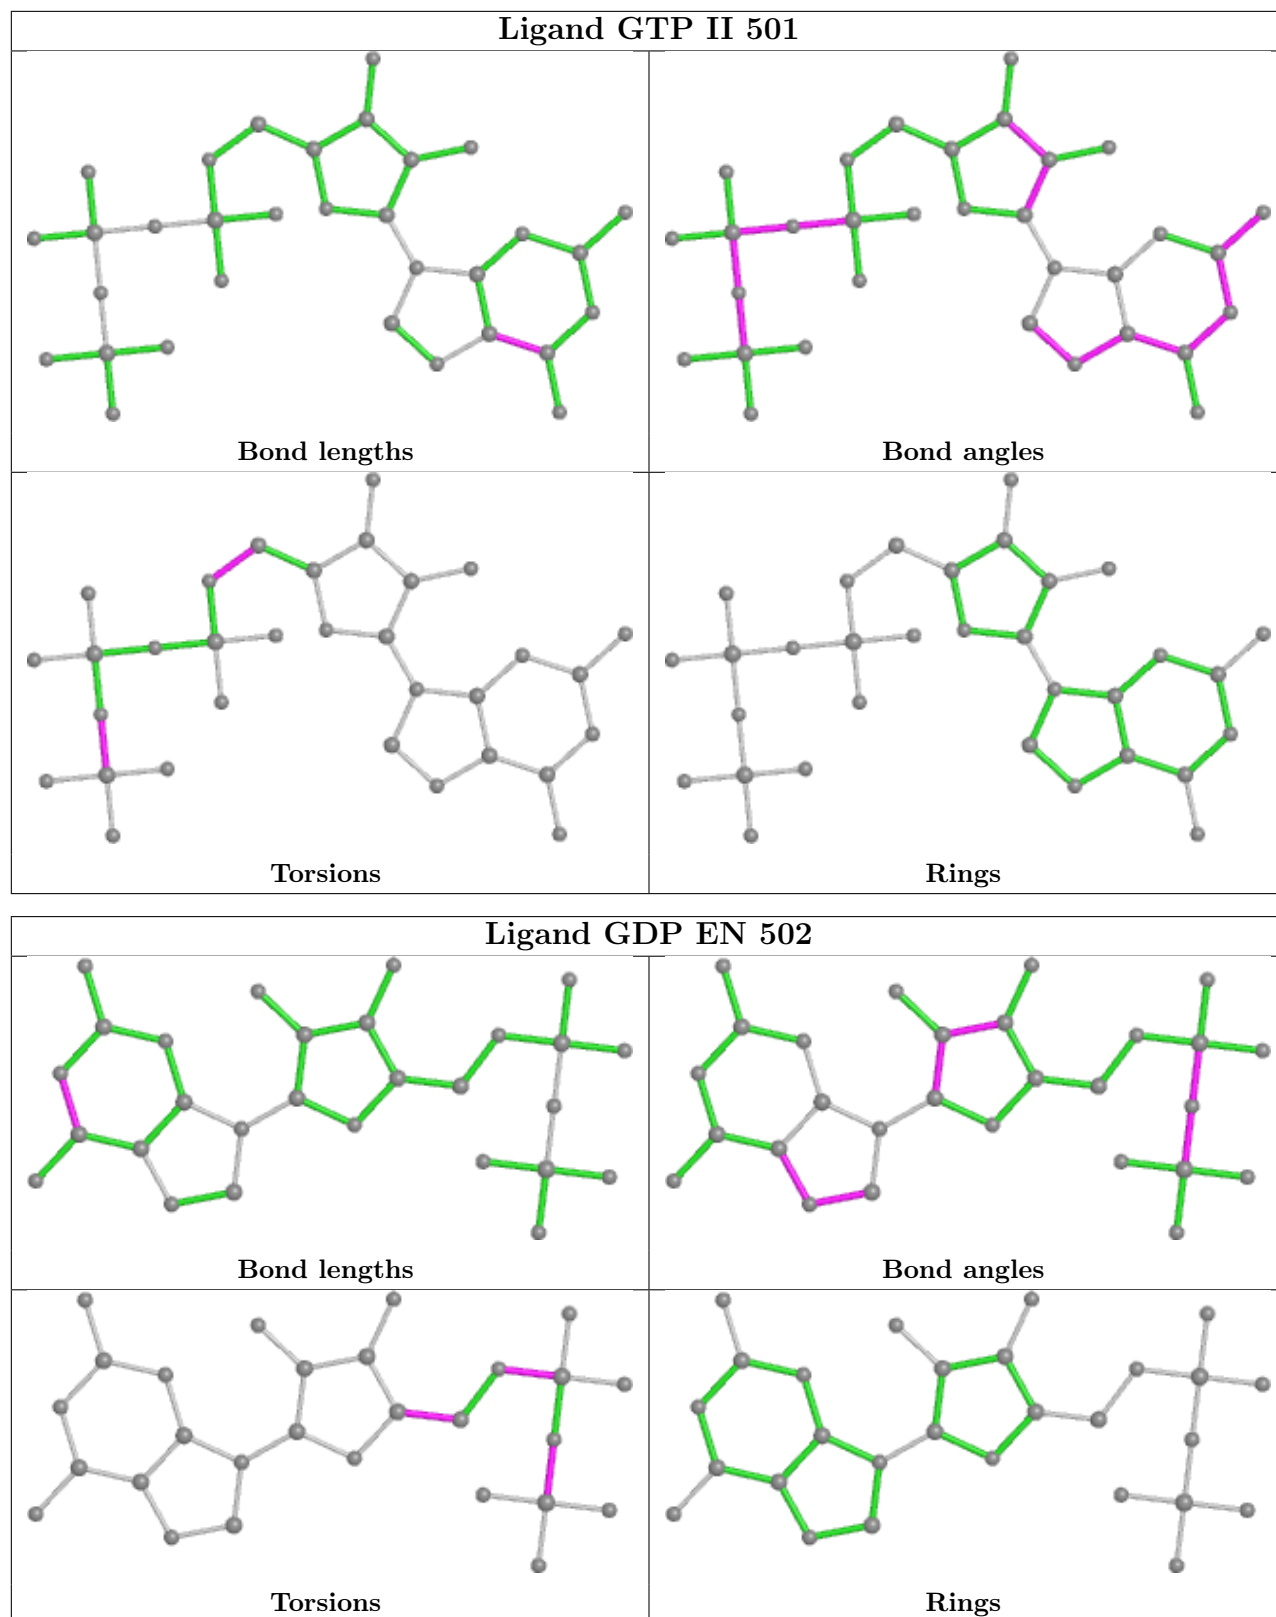 Ligand GTP II 501
Bond lengths
Bond angles
Torsions
Rings
Ligand GDP EN 502
Bond lengths
Bond angles
Torsions
Rings